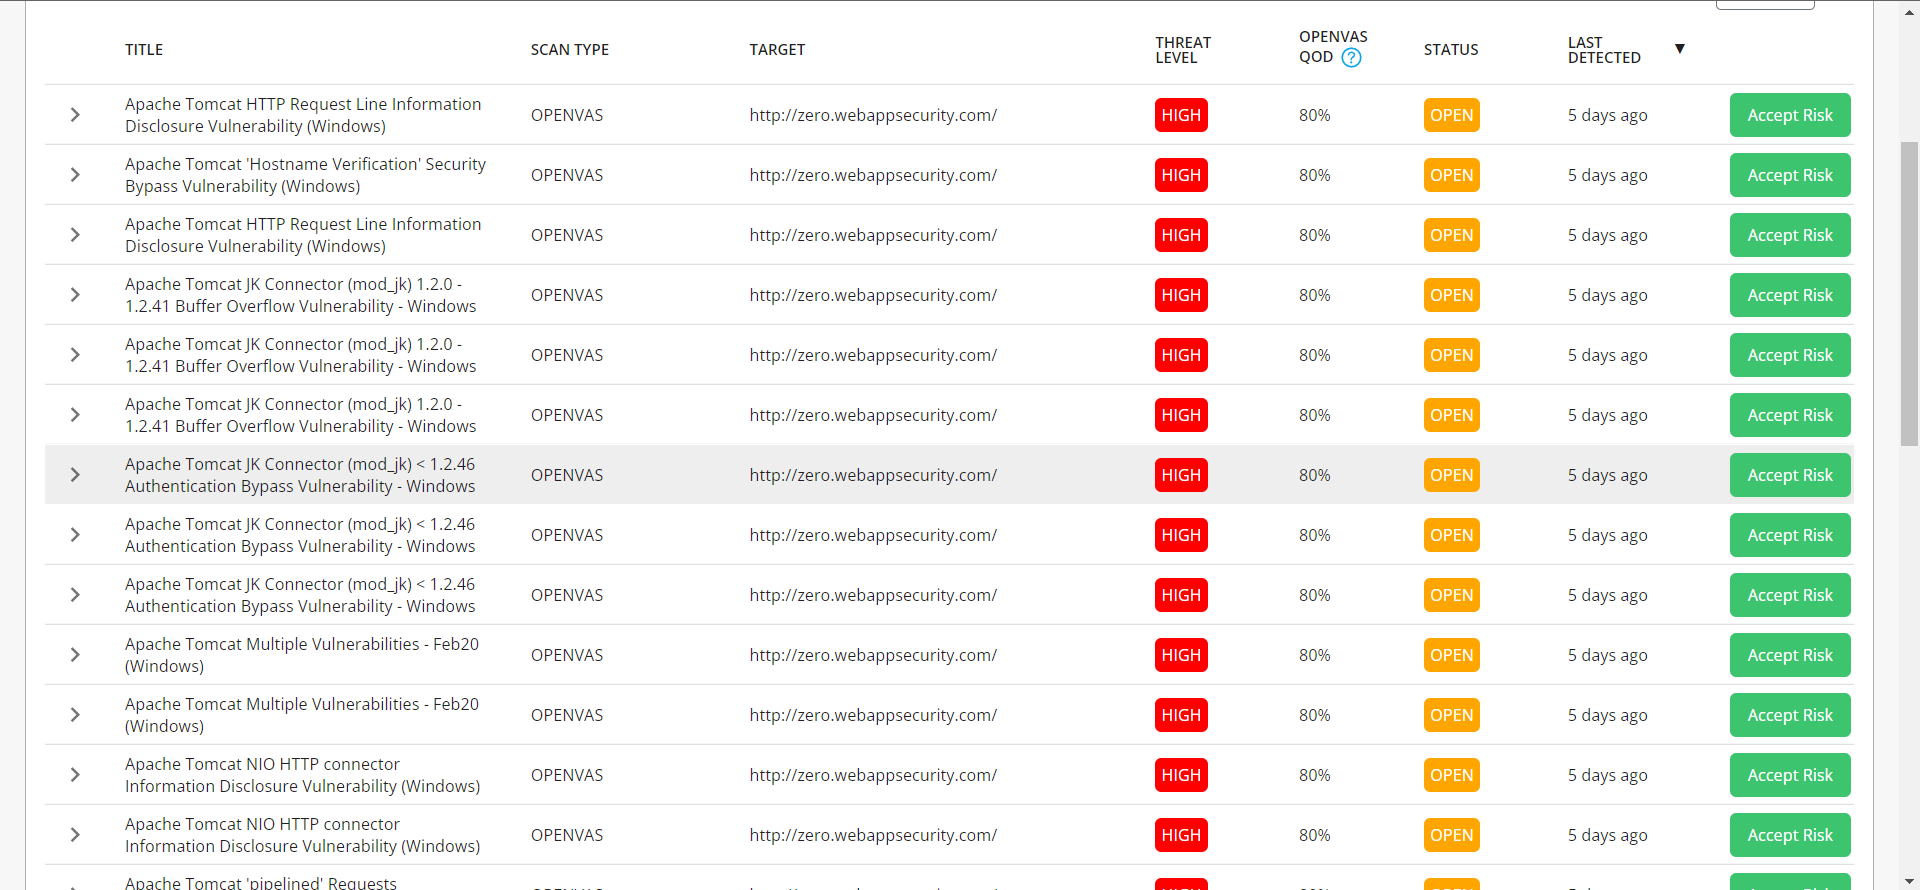 TITLE
SCAN TYPE
TARGET
THREAT
LEVEL
OPENVAS
QOD ?
STATUS
LAST
DETECTED ▼
Apache Tomcat HTTP Request Line Information
Disclosure Vulnerability (Windows)
OPENVAS
http://zero.webappsecurity.com/
HIGH
80%
OPEN
5 days ago
Accept Risk
Apache Tomcat 'Hostname Verification' Security
Bypass Vulnerability (Windows)
OPENVAS
http://zero.webappsecurity.com/
HIGH
80%
OPEN
5 days ago
Accept Risk
Apache Tomcat HTTP Request Line Information
Disclosure Vulnerability (Windows)
OPENVAS
http://zero.webappsecurity.com/
HIGH
80%
OPEN
5 days ago
Accept Risk
Apache Tomcat JK Connector (mod_jk) 1.2.0 -
1.2.41 Buffer Overflow Vulnerability - Windows
OPENVAS
http://zero.webappsecurity.com/
HIGH
80%
OPEN
5 days ago
Accept Risk
Apache Tomcat JK Connector (mod_jk) 1.2.0 -
1.2.41 Buffer Overflow Vulnerability - Windows
OPENVAS
http://zero.webappsecurity.com/
HIGH
80%
OPEN
5 days ago
Accept Risk
Apache Tomcat JK Connector (mod_jk) 1.2.0 -
1.2.41 Buffer Overflow Vulnerability - Windows
OPENVAS
http://zero.webappsecurity.com/
HIGH
80%
OPEN
5 days ago
Accept Risk
Apache Tomcat JK Connector (mod_jk) < 1.2.46
Authentication Bypass Vulnerability - Windows
OPENVAS
http://zero.webappsecurity.com/
HIGH
80%
OPEN
5 days ago
Accept Risk
Apache Tomcat JK Connector (mod_jk) < 1.2.46
Authentication Bypass Vulnerability - Windows
OPENVAS
http://zero.webappsecurity.com/
HIGH
80%
OPEN
5 days ago
Accept Risk
Apache Tomcat JK Connector (mod_jk) < 1.2.46
Authentication Bypass Vulnerability - Windows
OPENVAS
http://zero.webappsecurity.com/
HIGH
80%
OPEN
5 days ago
Accept Risk
Apache Tomcat Multiple Vulnerabilities - Feb20
(Windows)
OPENVAS
http://zero.webappsecurity.com/
HIGH
80%
OPEN
5 days ago
Accept Risk
Apache Tomcat Multiple Vulnerabilities - Feb20
(Windows)
OPENVAS
http://zero.webappsecurity.com/
HIGH
80%
OPEN
5 days ago
Accept Risk
Apache Tomcat NIO HTTP connector
Information Disclosure Vulnerability (Windows)
OPENVAS
http://zero.webappsecurity.com/
HIGH
80%
OPEN
5 days ago
Accept Risk
Apache Tomcat NIO HTTP connector
Information Disclosure Vulnerability (Windows)
OPENVAS
http://zero.webappsecurity.com/
HIGH
80%
OPEN
5 days ago
Accept Risk
Apache Tomcat 'pipelined' Requests